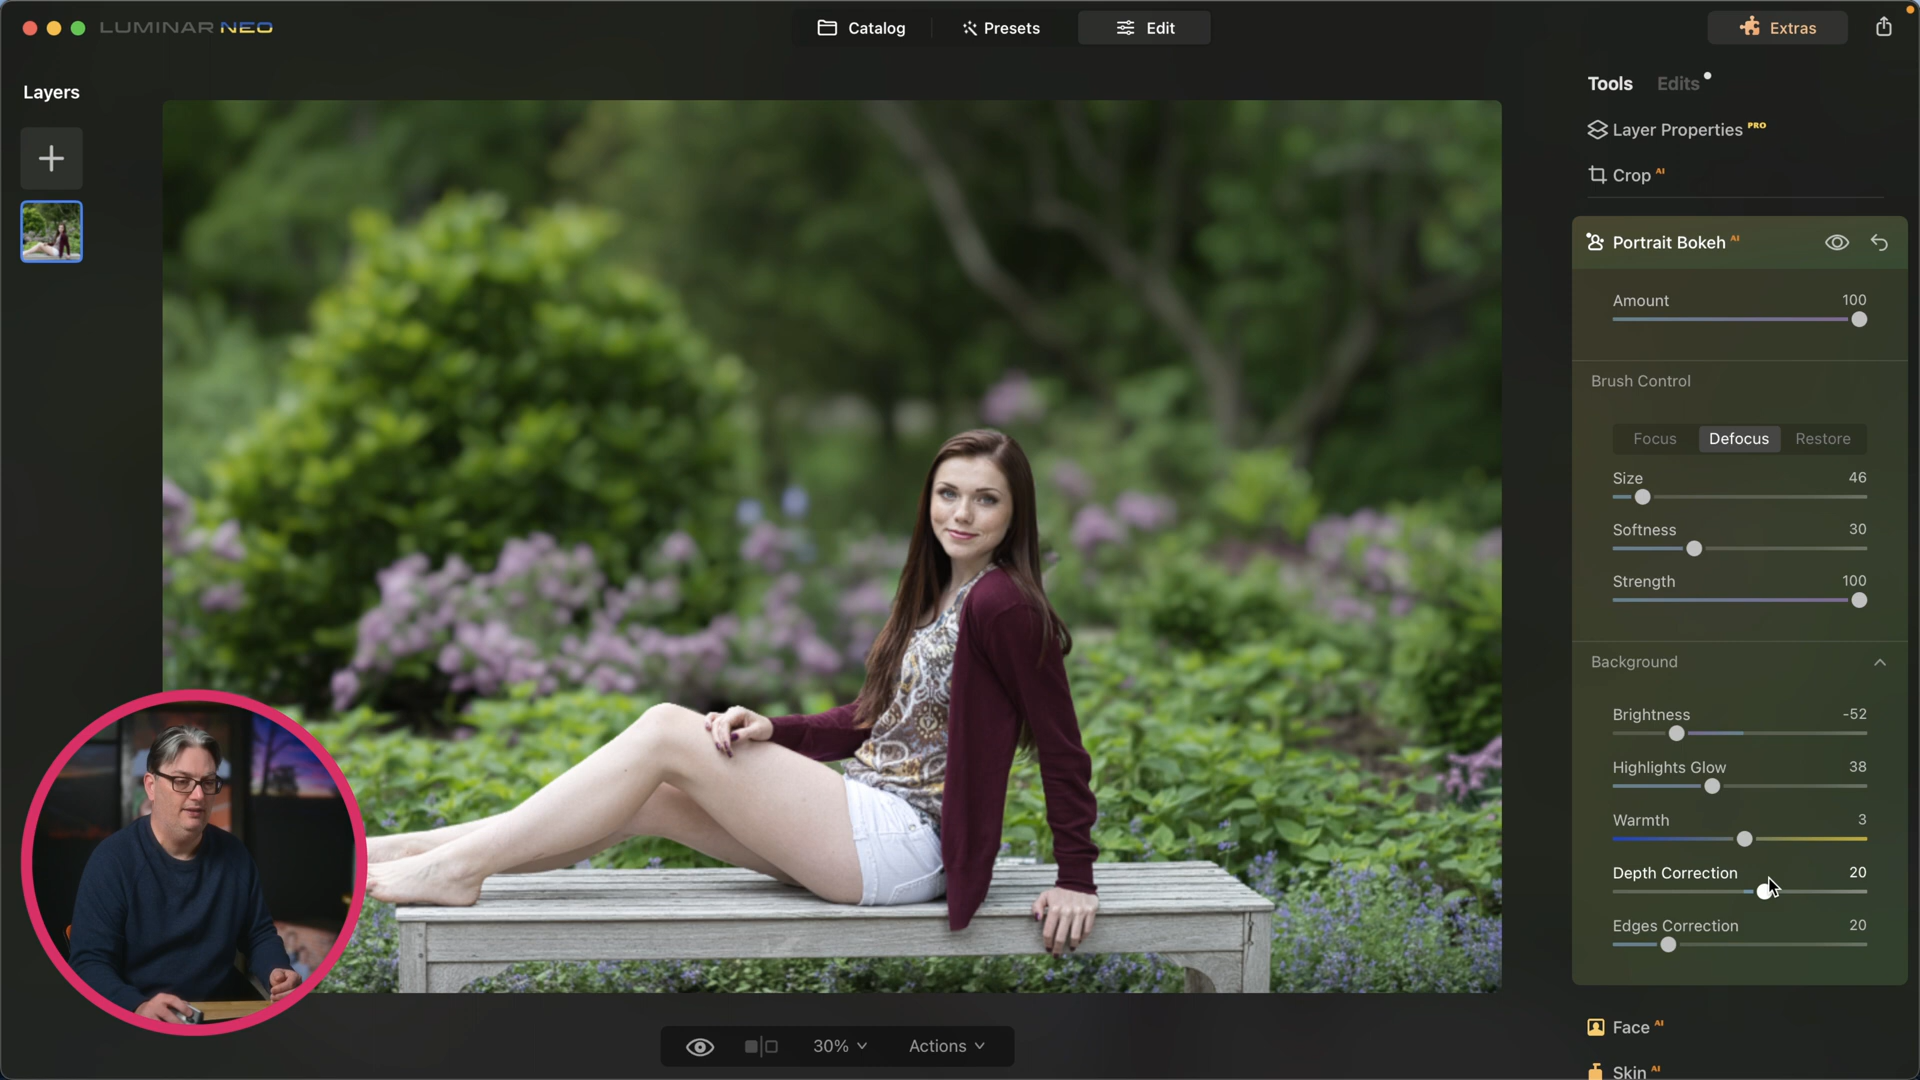 LUMINAR NEO
Catalog
Presets
Edit
Extras
Layers
Tools
Edits
Layer Properties PRO
Crop AI
Portrait Bokeh AI
Amount 100
Brush Control
Focus Defocus Restore
Size 46
Softness 30
Strength 100
Background
Brightness -52
Highlights Glow 38
Warmth 3
Depth Correction 20
Edges Correction 20
Face AI
Skin AI
30%
Actions